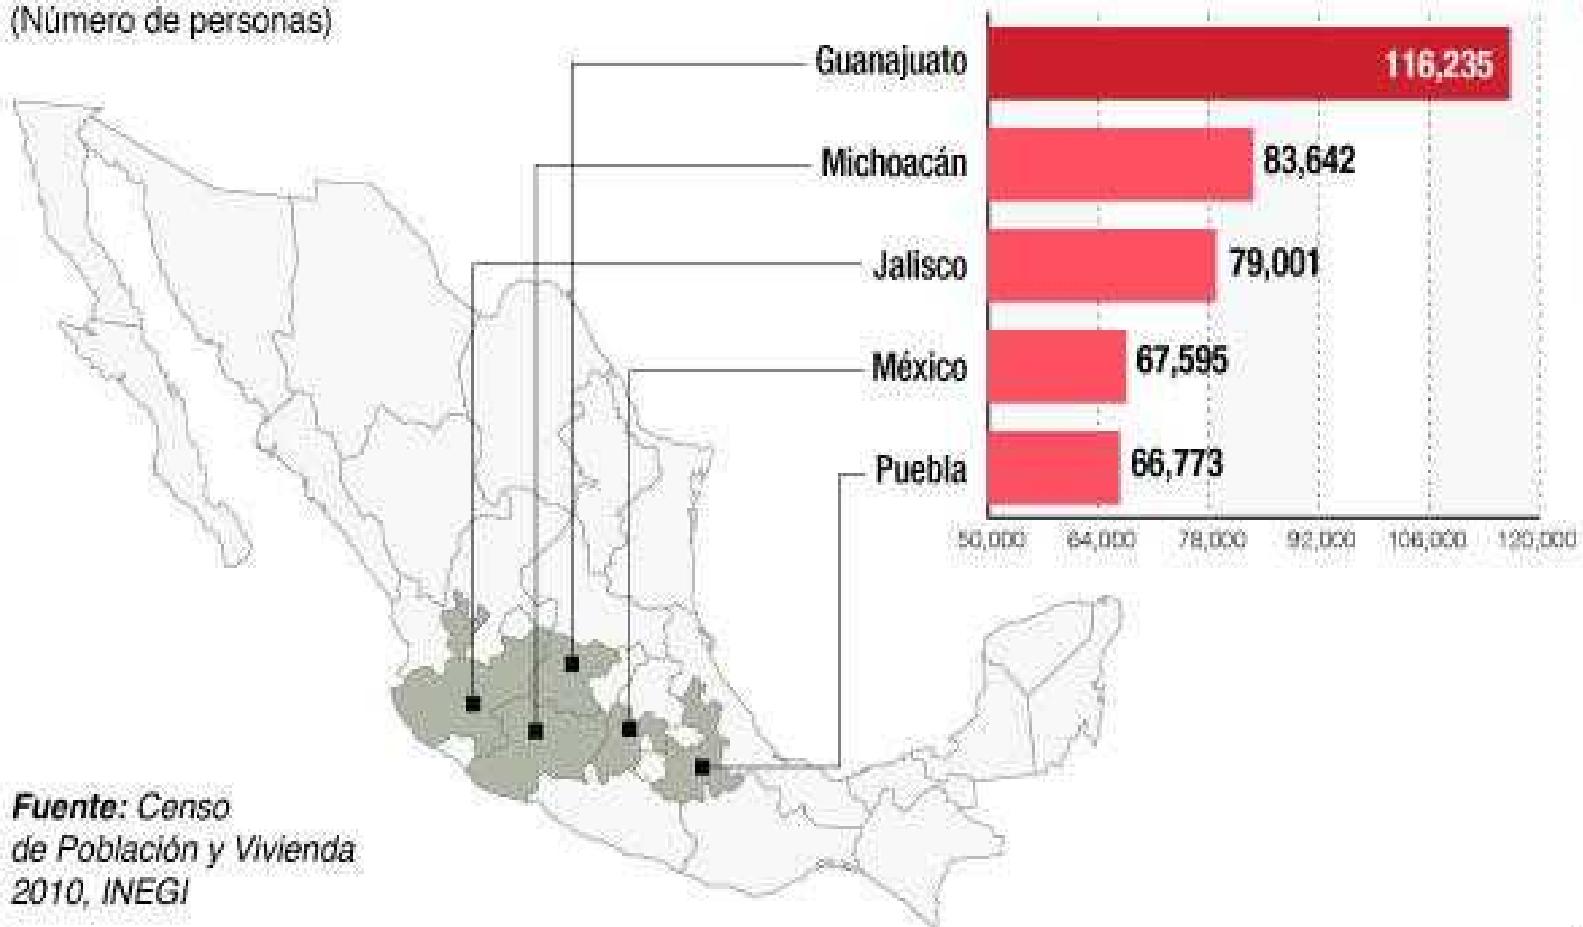 (Número de personas)
Guanajuato 116,235
Michoacán 83,642
Jalisco 79,001
México 67,595
Puebla 66,773
50,000 64,000 78,000 92,000 106,000 120,000
Fuente: Censo
de Población y Vivienda
2010, INEGI